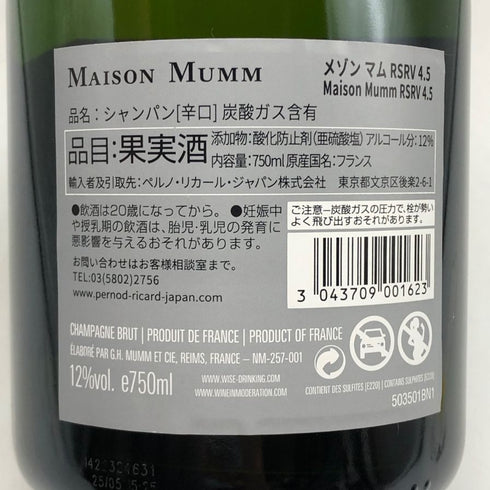 MAISON MUMM
メゾン マム RSRV 4.5
Maison Mumm RSRV 4.5
品名：シャンパン[辛口] 炭酸ガス含有
品目:果実酒
添加物：酸化防止剤（亜硫酸塩）アルコール分：12%
内容量：750ml 原産国名：フランス
輸入者及引取先：ペルノ・リカール・ジャパン株式会社 東京都文京区後楽2-6-1
●飲酒は20歳になってから。●妊娠中
や授乳期の飲酒は、胎児・乳児の発育に
悪影響を与えるおそれがあります。
お問い合わせはお客様相談室まで。
TEL:03(5802)2756
www.pernod-ricard-japan.com
ご注意―炭酸ガスの圧力で、栓が勢い
よく飛び出すおそれがあります。
3 043709 001623
CHAMPAGNE BRUT | PRODUIT DE FRANCE | PRODUCT OF FRANCE
ÉLABORÉ PAR G.H. MUMM ET CIE, REIMS, FRANCE - NM-257-001
12%vol. e750ml
WWW.WISE-DRINKING.COM
WWW.WINEINMODERATION.COM
CONTIENT DES SULFITES (E220) | CONTAINS SULPHITES (E220)
503501BN1